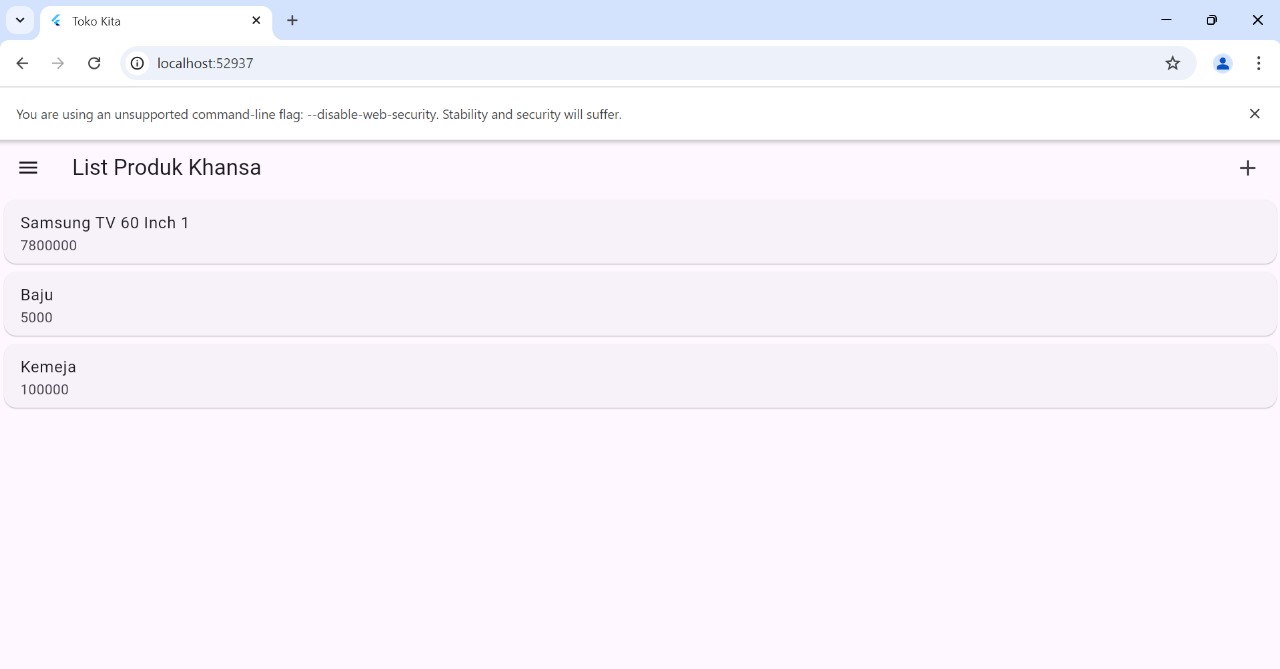 Toko Kita
localhost:52937
You are using an unsupported command-line flag: --disable-web-security. Stability and security will suffer.
List Produk Khansa
Samsung TV 60 Inch 1
7800000
Baju
5000
Kemeja
100000